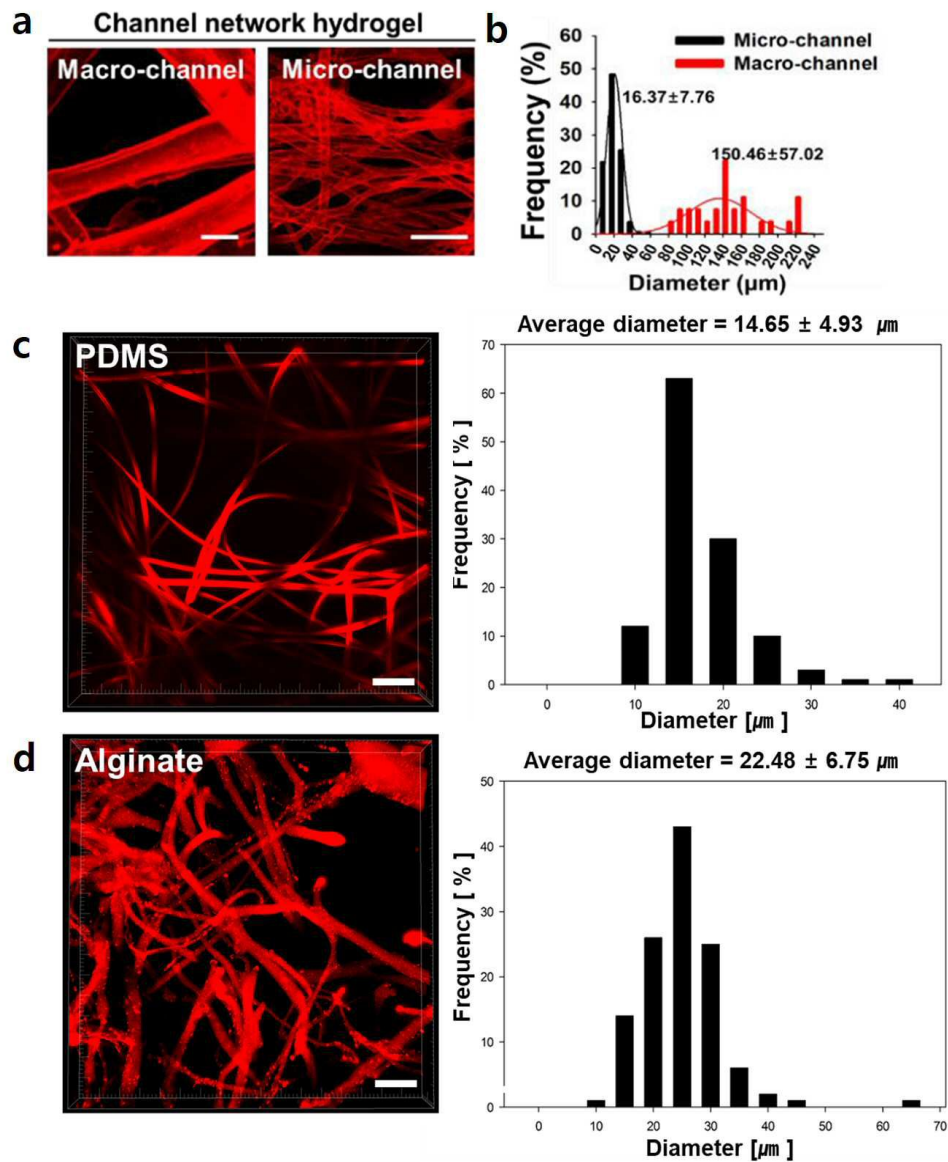 a
Channel network hydrogel
Macro-channel
Micro-channel
b
Frequency (%)
60
50
40
30
20
10
0
Micro-channel
Macro-channel
16.37±7.76
150.46±57.02
0
20
40
60
80
100
120
140
160
180
200
220
240
Diameter (μm)
c
PDMS
Average diameter = 14.65 ± 4.93 ㎛
Frequency [ % ]
70
60
50
40
30
20
10
0
0
10
20
30
40
Diameter [㎛ ]
d
Alginate
Average diameter = 22.48 ± 6.75 ㎛
Frequency [ % ]
50
40
30
20
10
0
0
10
20
30
40
50
60
70
Diameter [㎛ ]